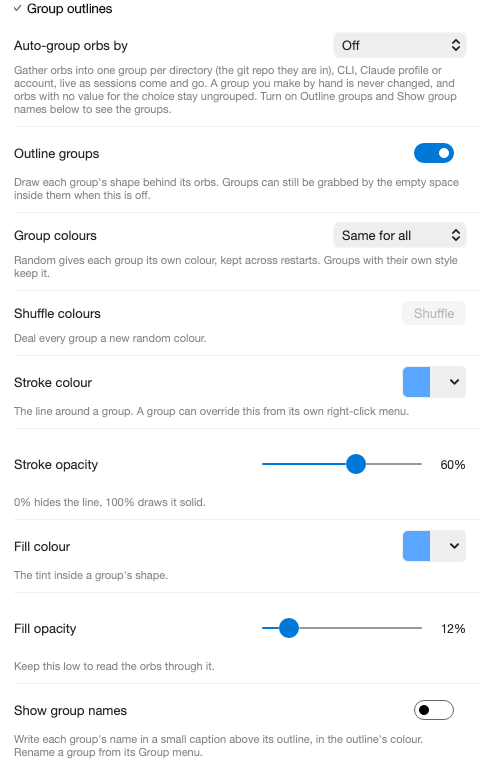 Group outlines
Auto-group orbs by
Off
Gather orbs into one group per directory (the git repo they are in), CLI, Claude profile or
account, live as sessions come and go. A group you make by hand is never changed, and
orbs with no value for the choice stay ungrouped. Turn on Outline groups and Show group
names below to see the groups.
Outline groups
Draw each group's shape behind its orbs. Groups can still be grabbed by the empty space
inside them when this is off.
Group colours
Same for all
Random gives each group its own colour, kept across restarts. Groups with their own style
keep it.
Shuffle colours
Shuffle
Deal every group a new random colour.
Stroke colour
The line around a group. A group can override this from its own right-click menu.
Stroke opacity
60%
0% hides the line, 100% draws it solid.
Fill colour
The tint inside a group's shape.
Fill opacity
12%
Keep this low to read the orbs through it.
Show group names
Write each group's name in a small caption above its outline, in the outline's colour.
Rename a group from its Group menu.